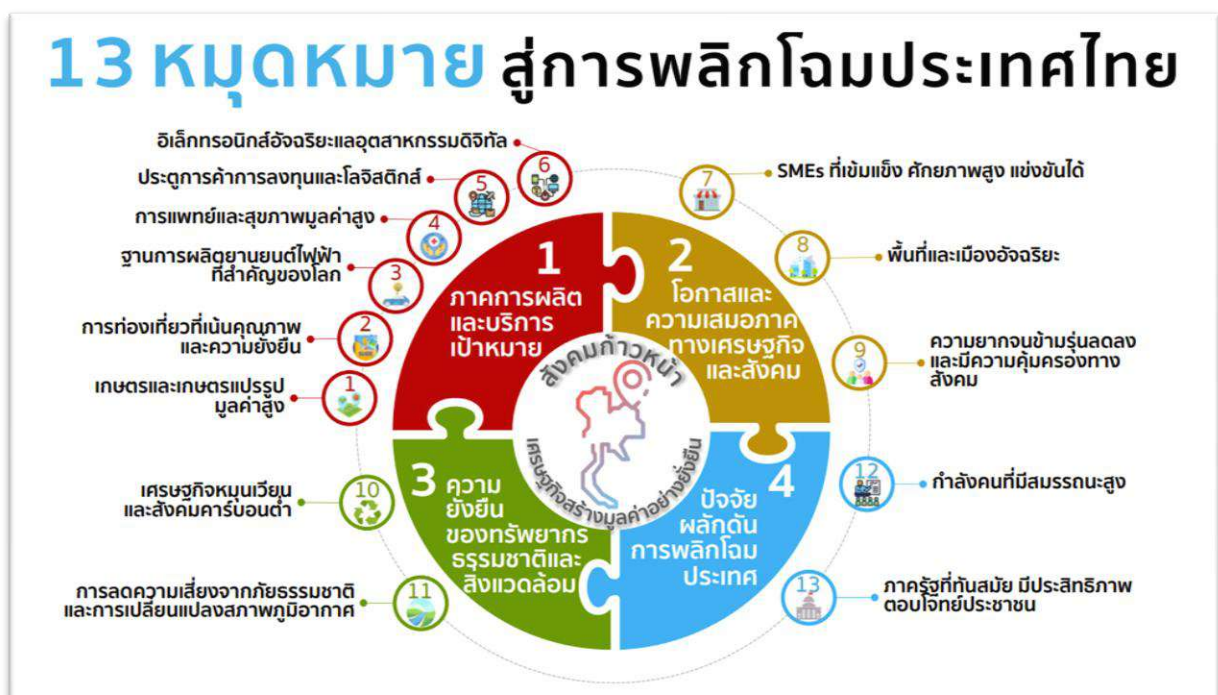 13 หมุดหมาย สู่การพลิกโฉมประเทศไทย
อิเล็กทรอนิกส์อัจฉริยะแลอุตสาหกรรมดิจิทัล
6
ประตูการค้าการลงทุนและโลจิสติกส์
5
การแพทย์และสุขภาพมูลค่าสูง
4
ฐานการผลิตยานยนต์ไฟฟ้า
ที่สำคัญของโลก
3
การท่องเที่ยวที่เน้นคุณภาพ
และความยั่งยืน
2
เกษตรและเกษตรแปรรูป
มูลค่าสูง
1
1
ภาคการผลิต
และบริการ
เป้าหมาย
2
โอกาสและ
ความเสมอภาค
ทางเศรษฐกิจ
และสังคม
7
SMEs ที่เข้มแข็ง ศักยภาพสูง แข่งขันได้
8
พื้นที่และเมืองอัจฉริยะ
9
ความยากจนข้ามรุ่นลดลง
และมีความคุ้มครองทาง
สังคม
สังคมก้าวหน้า
เศรษฐกิจสร้างมูลค่าอย่างยั่งยืน
3 ความ
ยั่งยืน
ของทรัพยากร
ธรรมชาติและ
สิ่งแวดล้อม
เศรษฐกิจหมุนเวียน
และสังคมคาร์บอนต่ำ
10
การลดความเสี่ยงจากภัยธรรมชาติ
และการเปลี่ยนแปลงสภาพภูมิอากาศ
11
4
ปัจจัย
ผลักดัน
การพลิกโฉม
ประเทศ
12
กำลังคนที่มีสมรรถนะสูง
13
ภาครัฐที่ทันสมัย มีประสิทธิภาพ
ตอบโจทย์ประชาชน